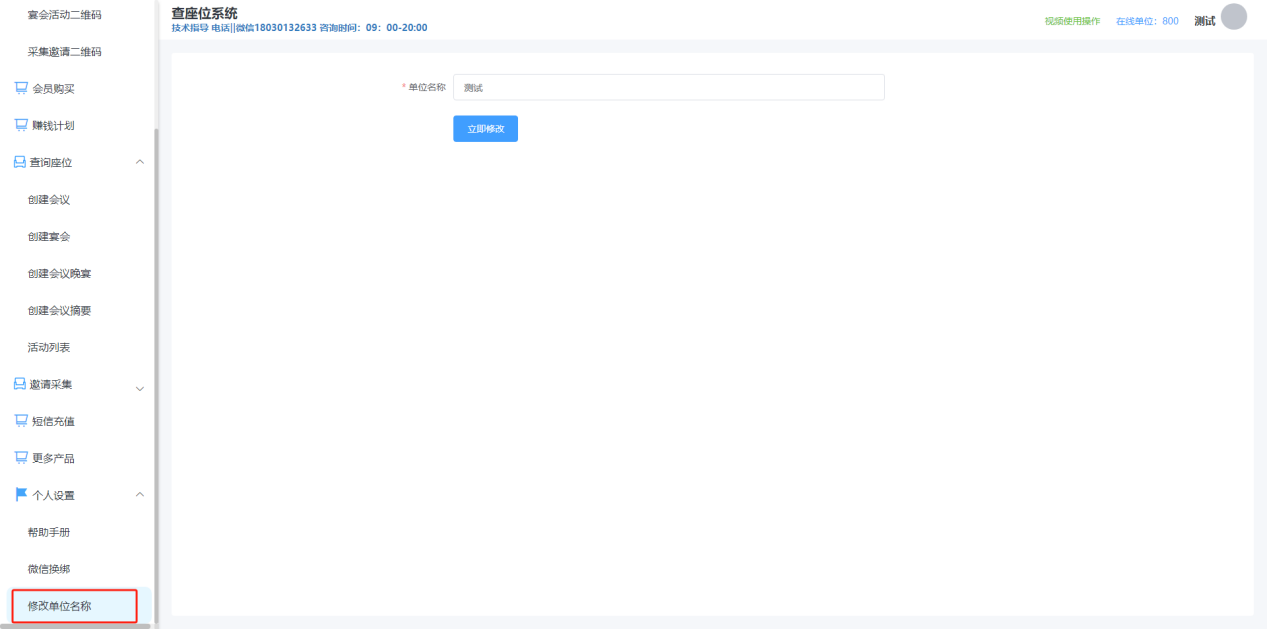 宴会活动二维码
采集邀请二维码
会员购买
赚钱计划
查询座位
创建会议
创建宴会
创建会议晚宴
创建会议摘要
活动列表
邀请采集
短信充值
更多产品
个人设置
帮助手册
微信换绑
修改单位名称
查座位系统
技术指导 电话||微信18030132633 咨询时间：09：00-20:00
视频使用操作 在线单位：800 测试
* 单位名称 测试
立即修改